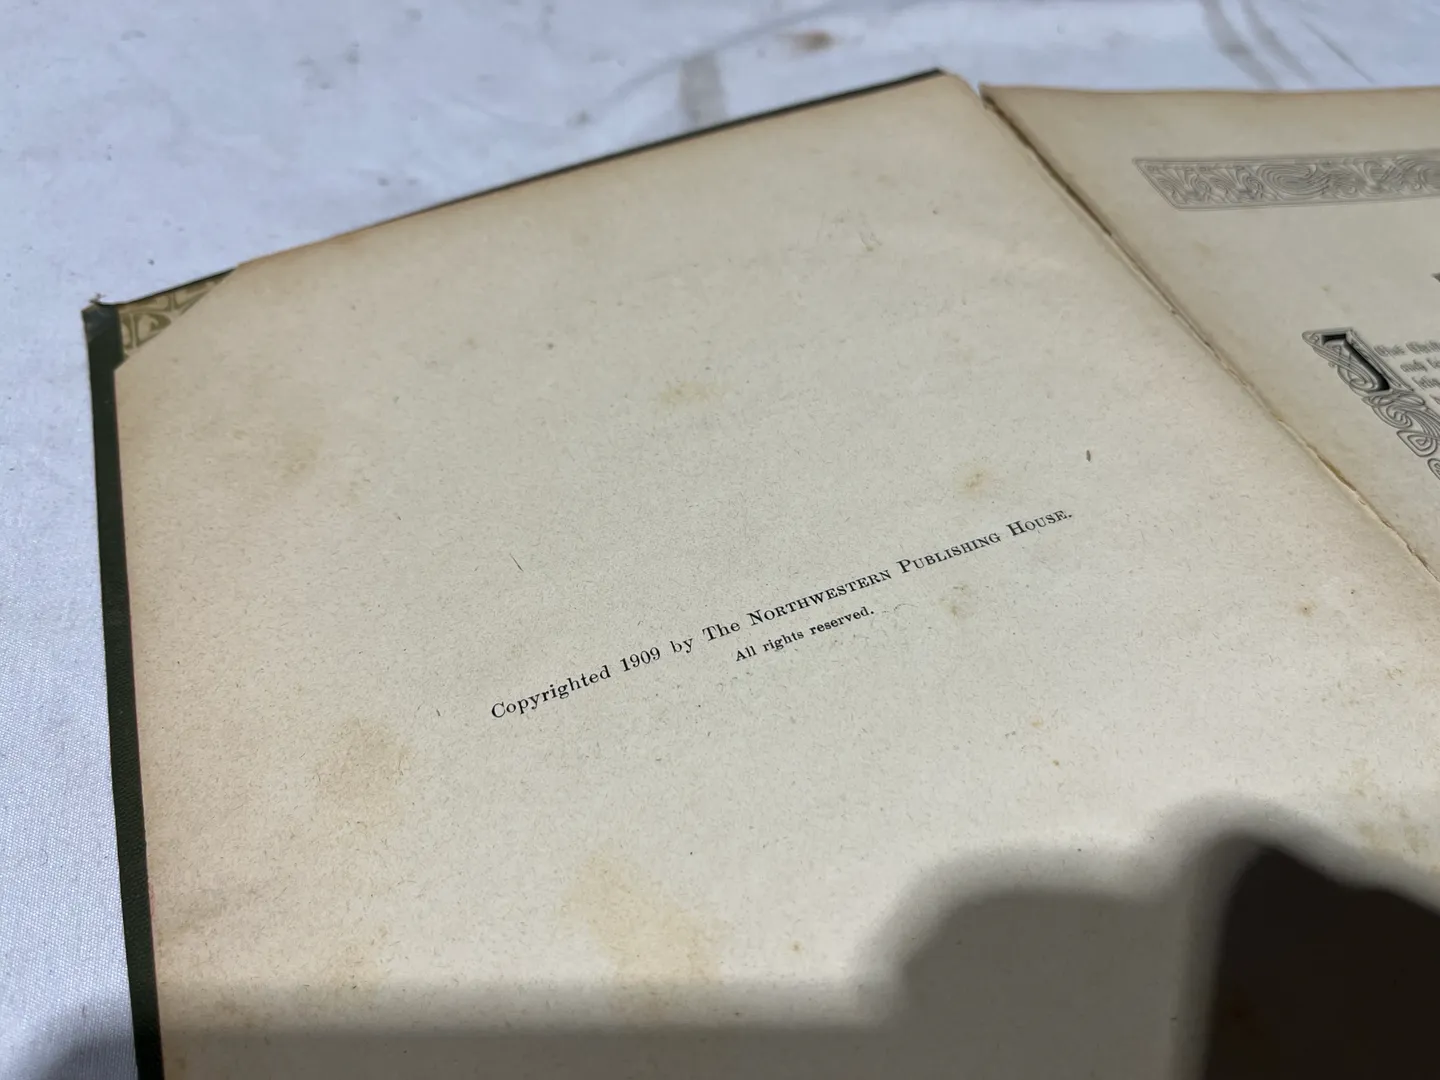 Copyrighted 1909 by The Northwestern Publishing House.
All rights reserved.